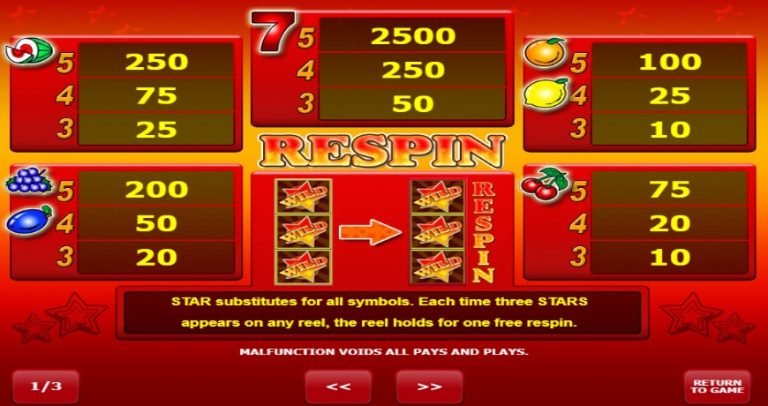 7 5 2500
4 250
3 50
5 250
4 75
3 25
5 100
4 25
3 10
RESPIN
5 200
4 50
3 20
WILD WILD
WILD WILD
WILD WILD
RESPIN
5 75
4 20
3 10
STAR substitutes for all symbols. Each time three STARS
appears on any reel, the reel holds for one free respin.
MALFUNCTION VOIDS ALL PAYS AND PLAYS.
1/3
<<
>>
RETURN
TO GAME